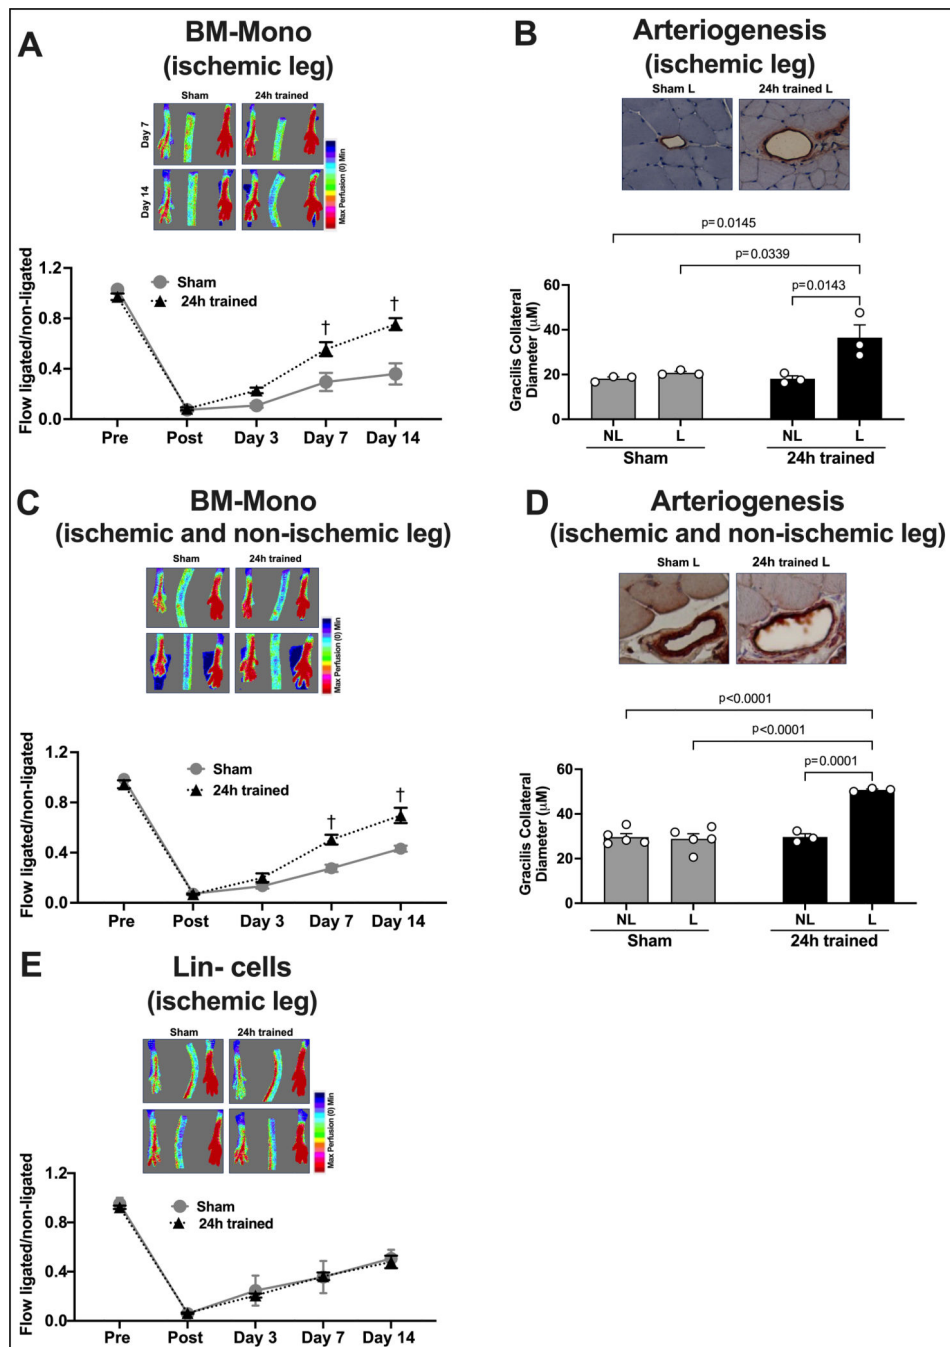 A
BM-Mono
(ischemic leg)
Sham
24h trained
Day 7
Day 14
Max Perfusion (0) Min
Flow ligated/non-ligated
1.2
0.8
0.4
0.0
Sham
24h trained
†
†
Pre
Post
Day 3
Day 7
Day 14
B
Arteriogenesis
(ischemic leg)
Sham L
24h trained L
p=0.0145
p=0.0339
p=0.0143
Gracilis Collateral
Diameter (µM)
60
40
20
0
NL
L
NL
L
Sham
24h trained
C
BM-Mono
(ischemic and non-ischemic leg)
Sham
24h trained
Max Perfusion (0) Min
Flow ligated/non-ligated
1.2
0.8
0.4
0.0
Sham
24h trained
†
†
Pre
Post
Day 3
Day 7
Day 14
D
Arteriogenesis
(ischemic and non-ischemic leg)
Sham L
24h trained L
p<0.0001
p<0.0001
p=0.0001
Gracilis Collateral
Diameter (µM)
60
40
20
0
NL
L
NL
L
Sham
24h trained
E
Lin- cells
(ischemic leg)
Sham
24h trained
Max Perfusion (0) Min
Flow ligated/non-ligated
1.2
0.8
0.4
0.0
Sham
24h trained
Pre
Post
Day 3
Day 7
Day 14